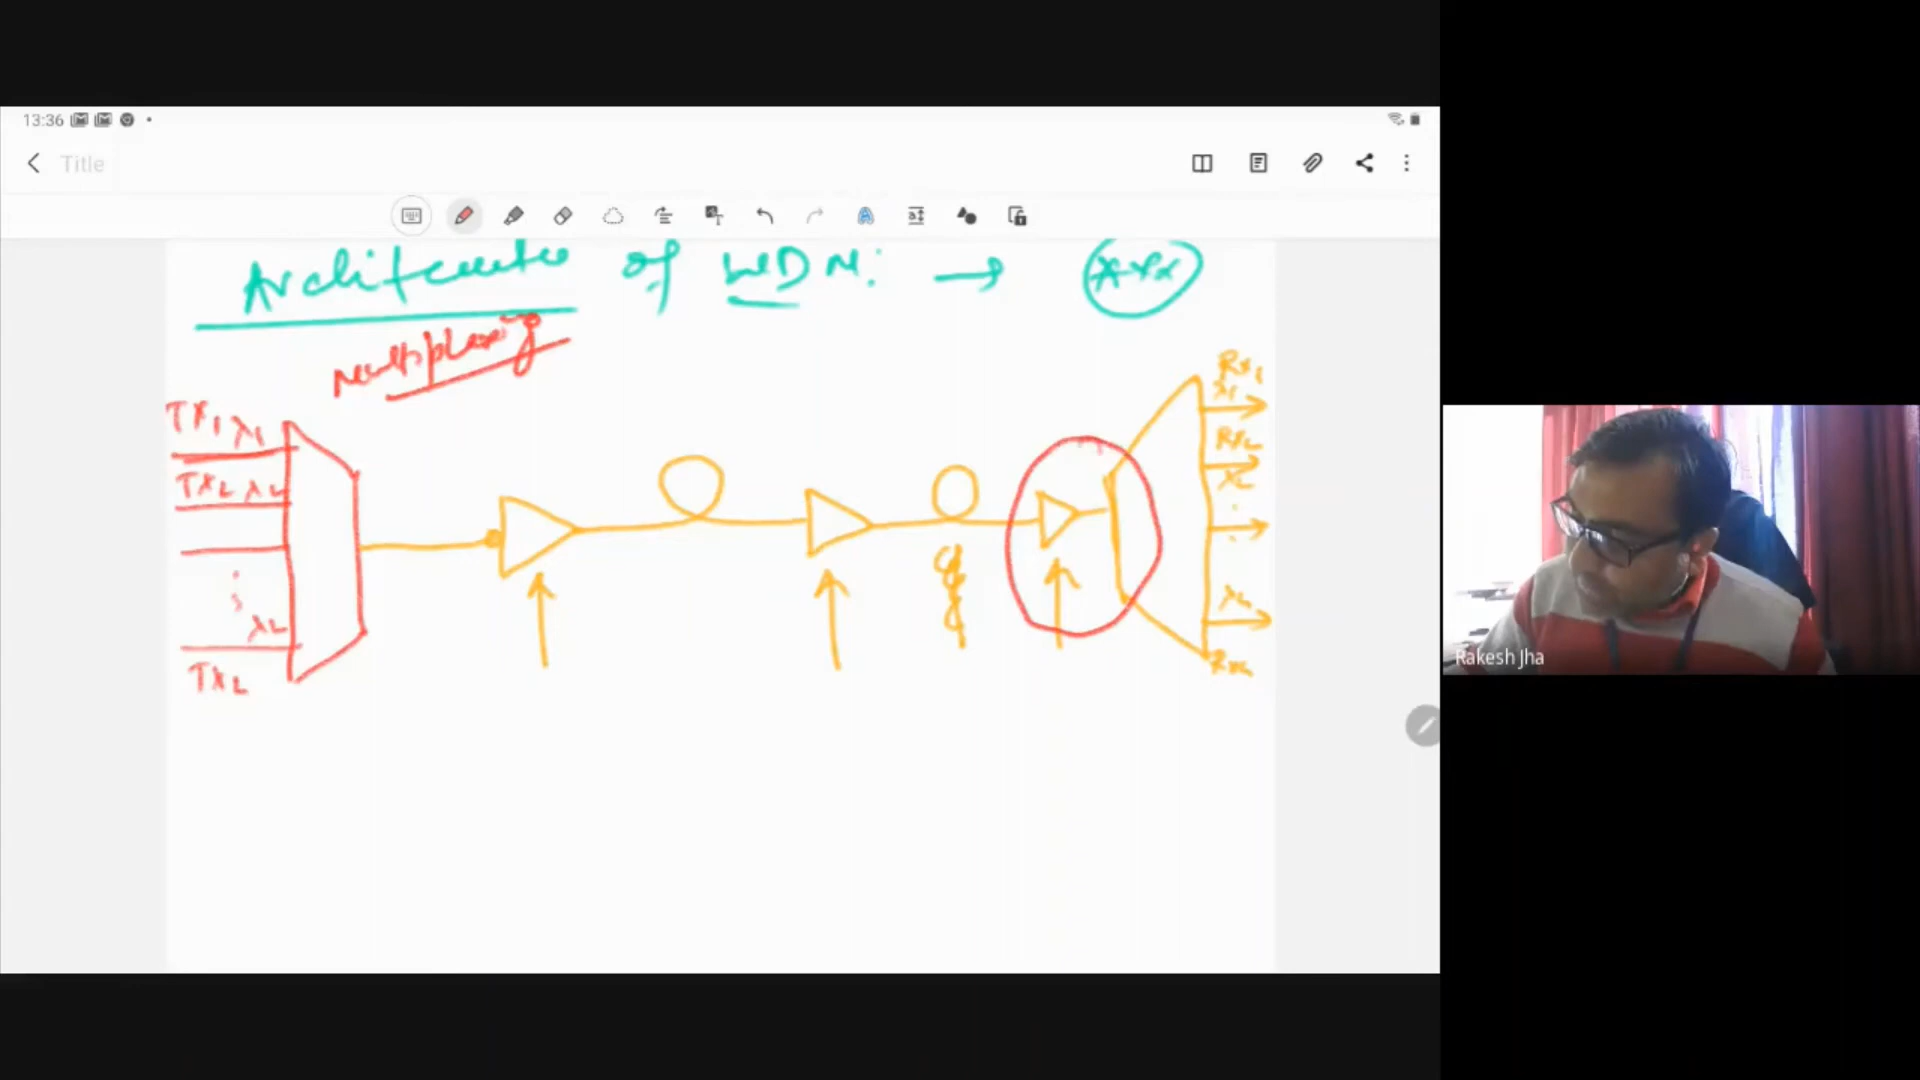 13:36
Title
Architecture of WDM: →
Multiplexing
TX1 λ1
TX2 λ2
λL
TXL
RX1
λ1
RX2
λ2
λL
RXL
Rakesh Jha